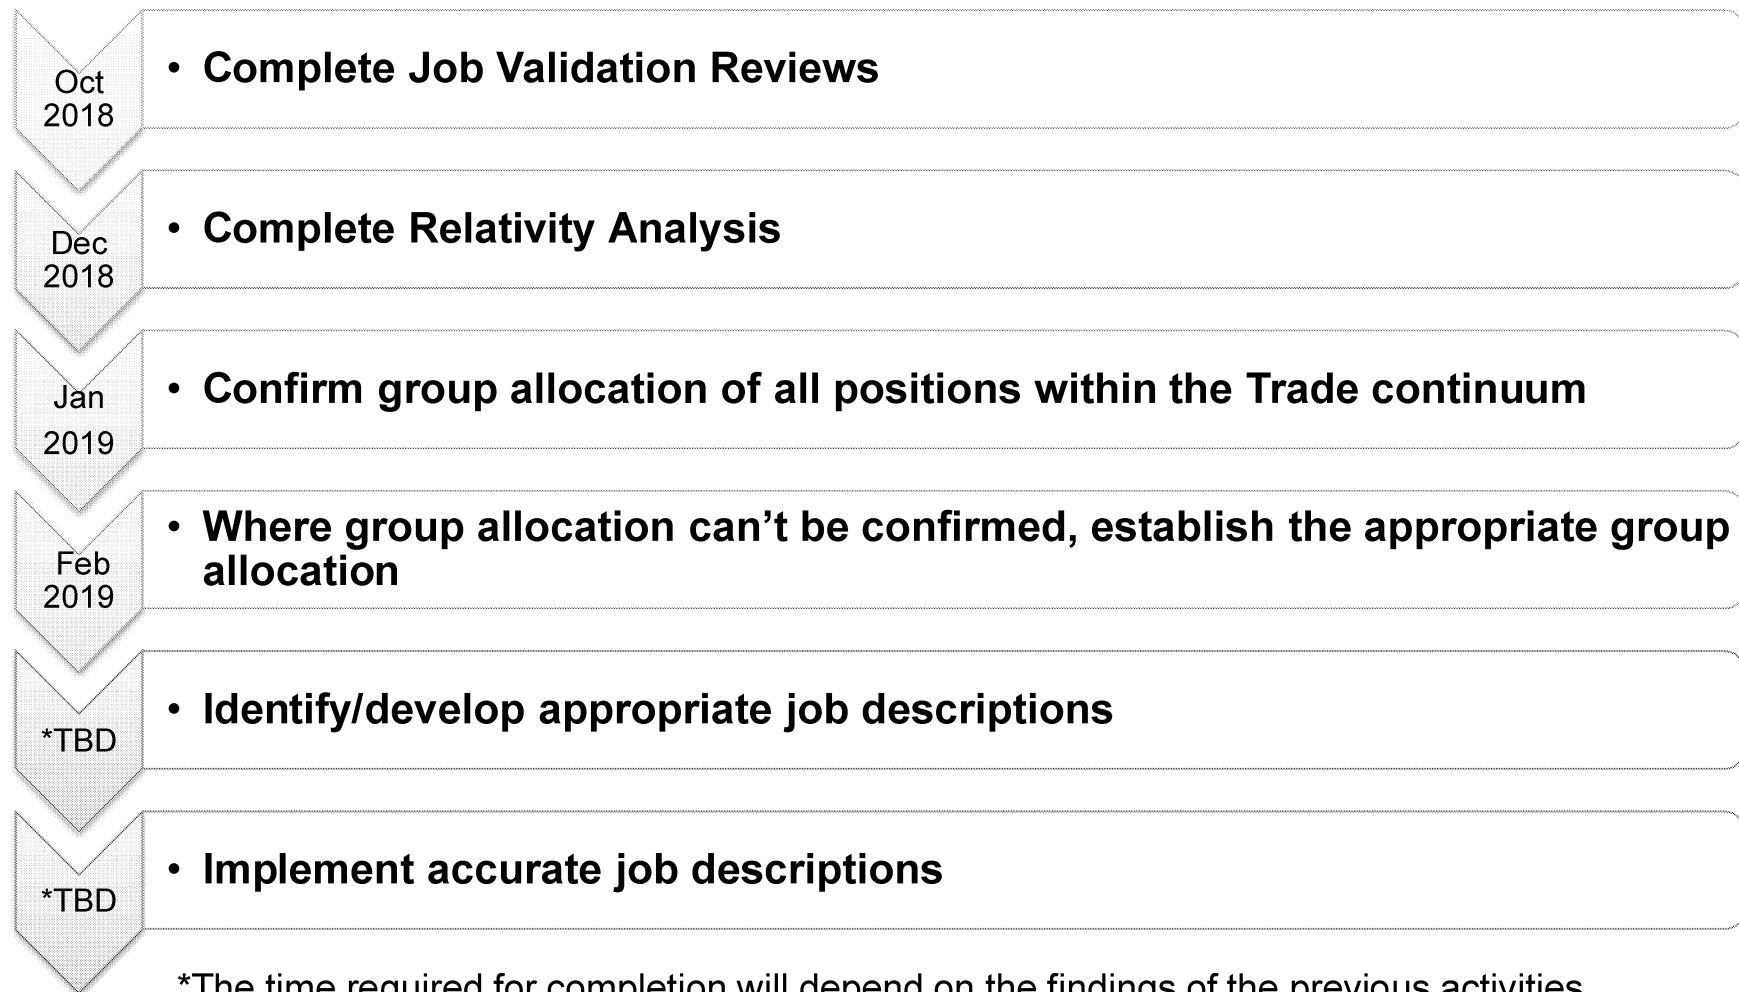 Oct
2018
• Complete Job Validation Reviews
Dec
2018
• Complete Relativity Analysis
Jan
2019
• Confirm group allocation of all positions within the Trade continuum
Feb
2019
• Where group allocation can’t be confirmed, establish the appropriate group
allocation
*TBD
• Identify/develop appropriate job descriptions
*TBD
• Implement accurate job descriptions
*The time required for completion will depend on the findings of the previous activities